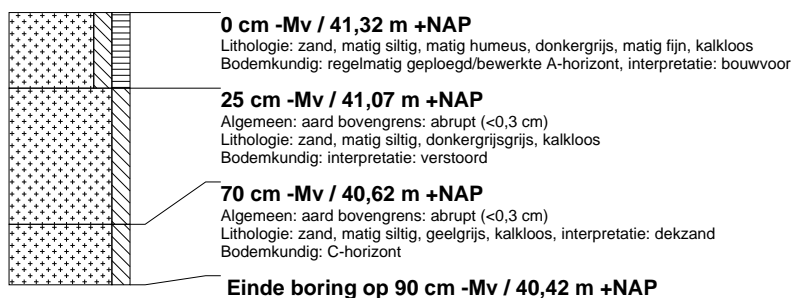 0 cm -Mv / 41,32 m +NAP
Lithologie: zand, matig siltig, matig humeus, donkergrijs, matig fijn, kalkloos
Bodemkundig: regelmatig geploegd/bewerkte A-horizont, interpretatie: bouwvoor
25 cm -Mv / 41,07 m +NAP
Algemeen: aard bovengrens: abrupt (<0,3 cm)
Lithologie: zand, matig siltig, donkergrijsgrijs, kalkloos
Bodemkundig: interpretatie: verstoord
70 cm -Mv / 40,62 m +NAP
Algemeen: aard bovengrens: abrupt (<0,3 cm)
Lithologie: zand, matig siltig, geelgrijs, kalkloos, interpretatie: dekzand
Bodemkundig: C-horizont
Einde boring op 90 cm -Mv / 40,42 m +NAP